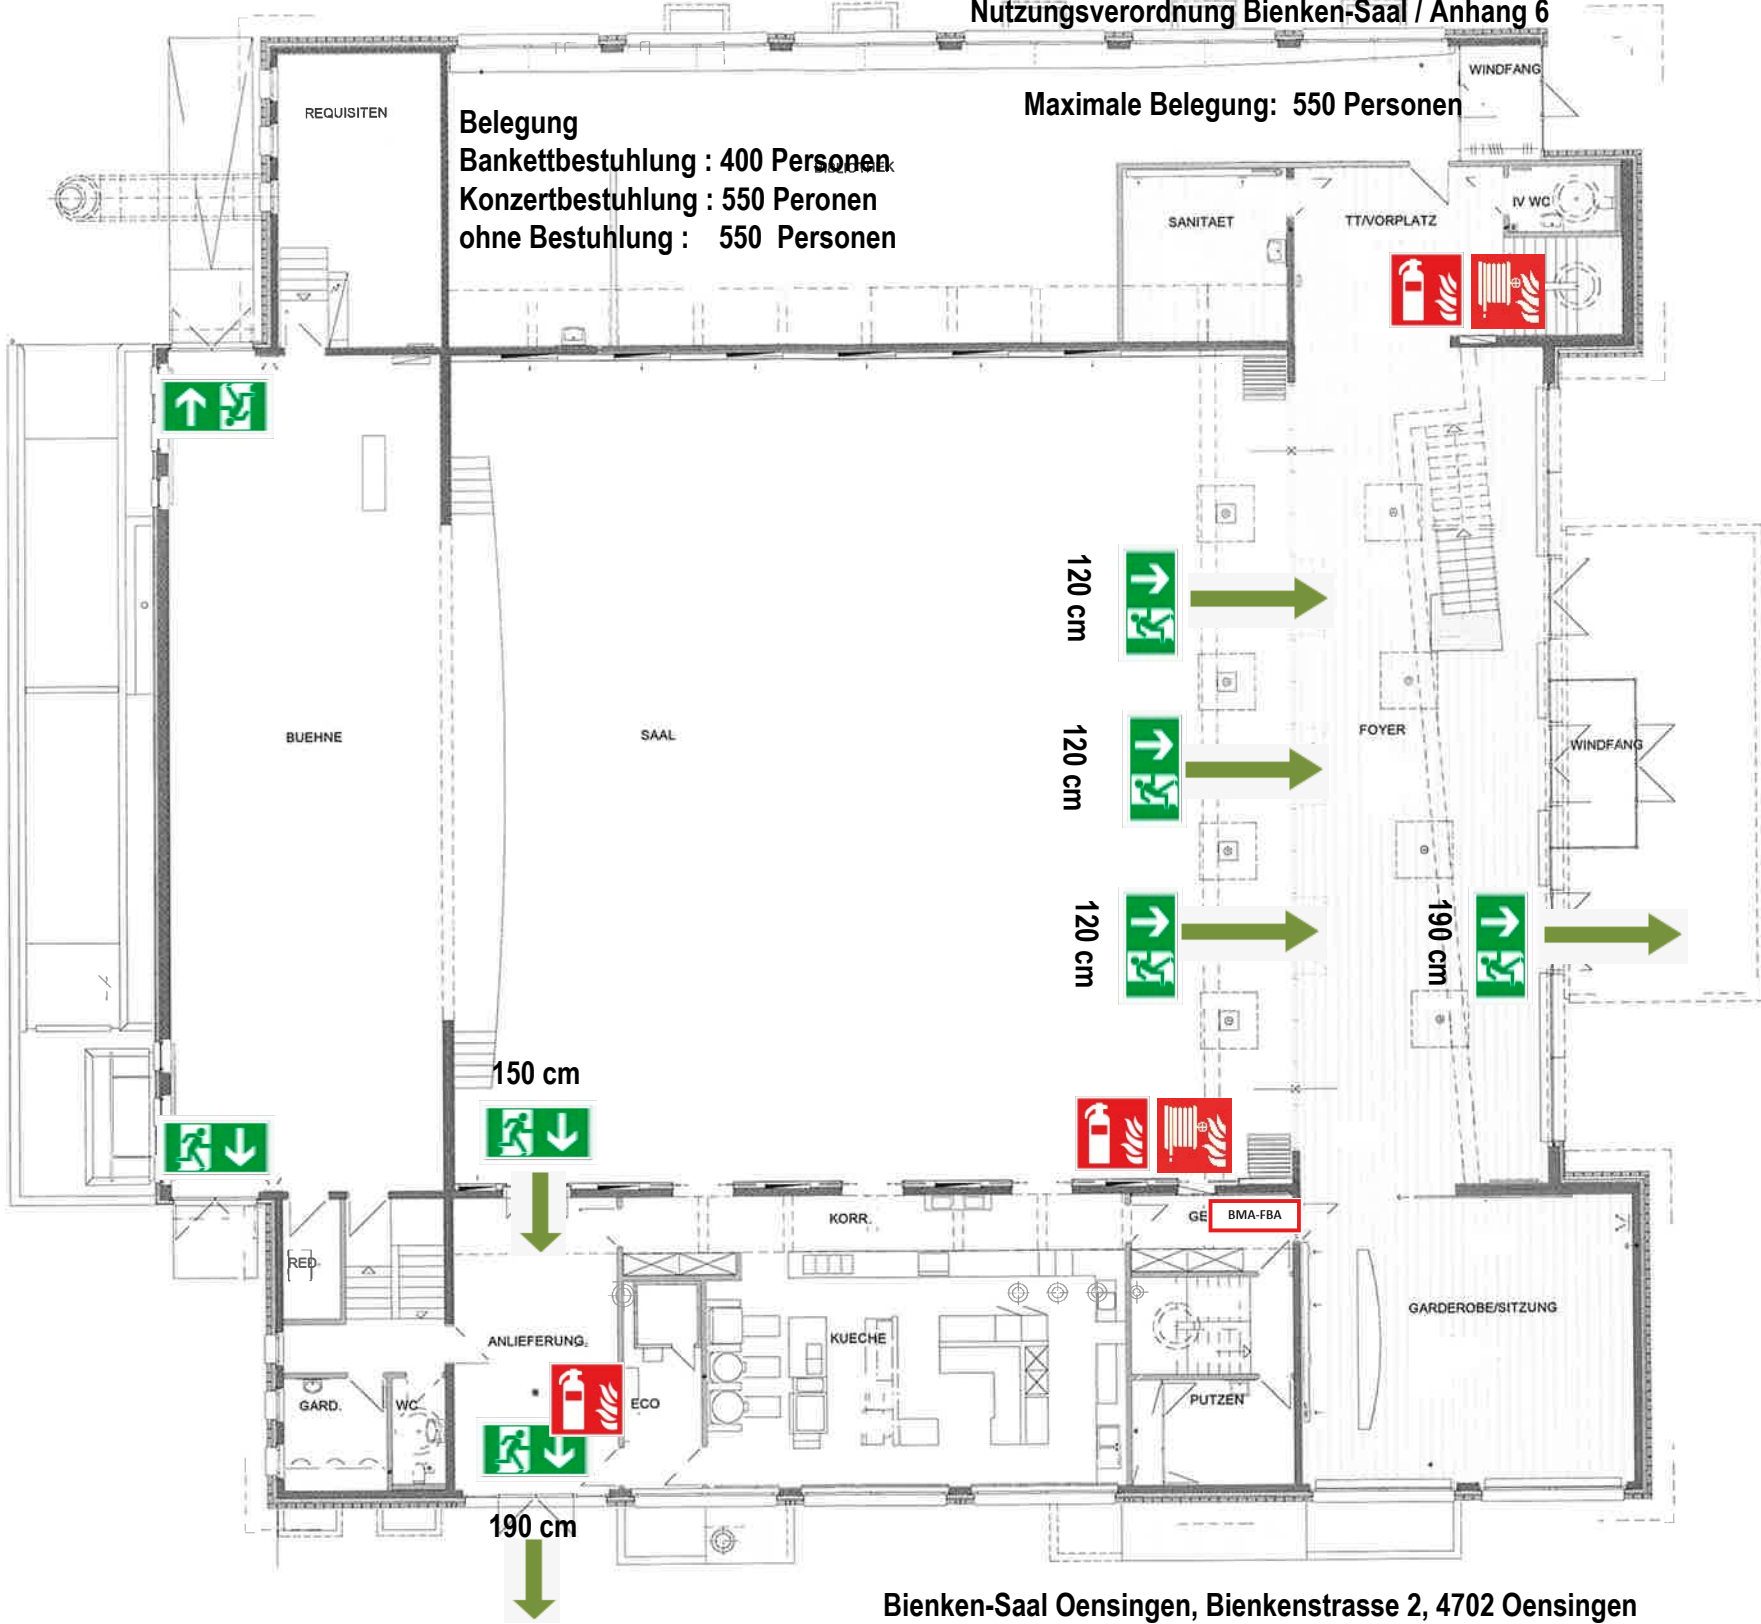 Nutzungsverordnung Bienken-Saal / Anhang 6
WINDFANG
Maximale Belegung: 550 Personen
REQUISITEN
Belegung
Bankettbestuhlung : 400 Personen
BIBLIOTHEK
Konzertbestuhlung : 550 Peronen
ohne Bestuhlung : 550 Personen
SANITAET
TT/VORPLATZ
IV WC
120 cm
BUEHNE
SAAL
120 cm
FOYER
WINDFANG
120 cm
190 cm
150 cm
KORR.
BMA-FBA
RED.
ANLIEFERUNG
KUECHE
GARDEROBE/SITZUNG
GARD.
WC
ECO
PUTZEN
190 cm
Bienken-Saal Oensingen, Bienkenstrasse 2, 4702 Oensingen